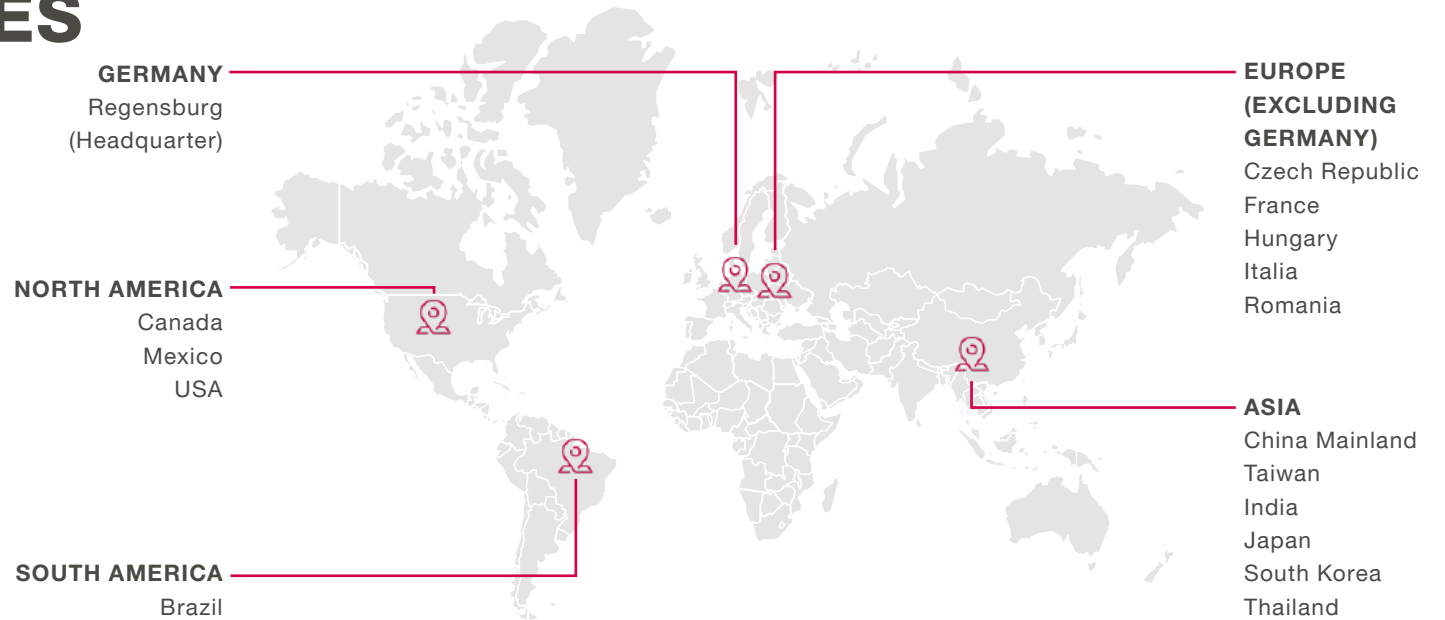 ES
GERMANY
Regensburg
(Headquarter)
NORTH AMERICA
Canada
Mexico
USA
SOUTH AMERICA
Brazil
EUROPE
(EXCLUDING
GERMANY)
Czech Republic
France
Hungary
Italia
Romania
ASIA
China Mainland
Taiwan
India
Japan
South Korea
Thailand